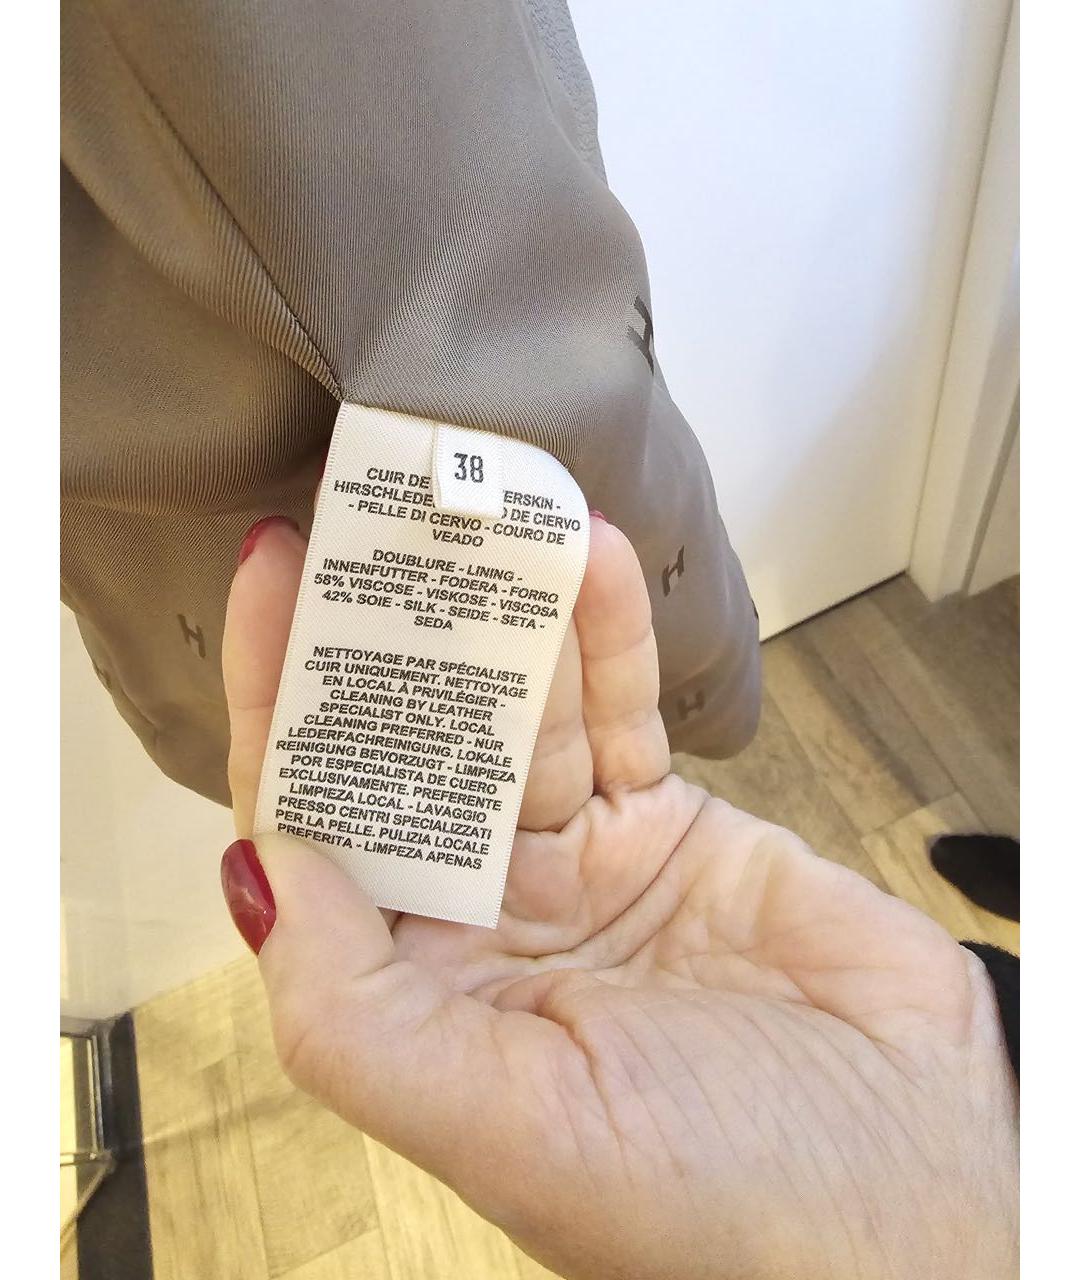 38
CUIR DE ERSKIN -
HIRSCHLEDE DE CIERVO
- PELLE DI CERVO - COURO DE
VEADO
DOUBLURE - LINING -
INNENFUTTER - FODERA - FORRO
58% VISCOSE - VISKOSE - VISCOSA
42% SOIE - SILK - SEIDE - SETA -
SEDA
NETTOYAGE PAR SPÉCIALISTE
CUIR UNIQUEMENT. NETTOYAGE
EN LOCAL À PRIVILÉGIER -
CLEANING BY LEATHER
SPECIALIST ONLY. LOCAL
CLEANING PREFERRED - NUR
LEDERFACHREINIGUNG. LOKALE
REINIGUNG BEVORZUGT - LIMPIEZA
POR ESPECIALISTA DE CUERO
EXCLUSIVAMENTE. PREFERENTE
LIMPIEZA LOCAL - LAVAGGIO
PRESSO CENTRI SPECIALIZZATI
PER LA PELLE. PULIZIA LOCALE
PREFERITA - LIMPEZA APENAS
H
H
H
H